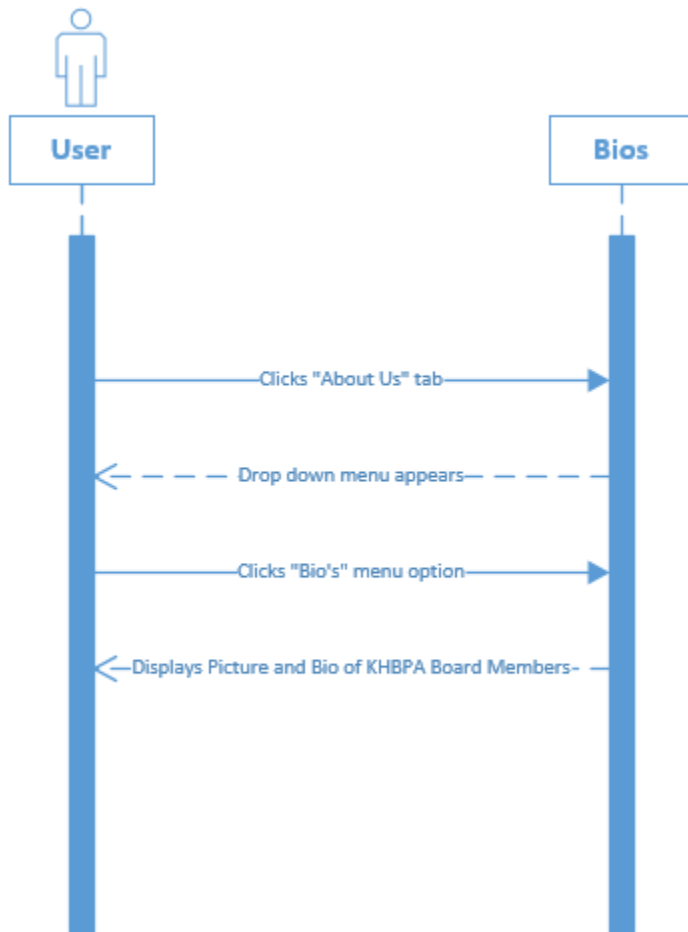 User
Bios
Clicks "About Us" tab
Drop down menu appears
Clicks "Bio's" menu option
Displays Picture and Bio of KHBPA Board Members